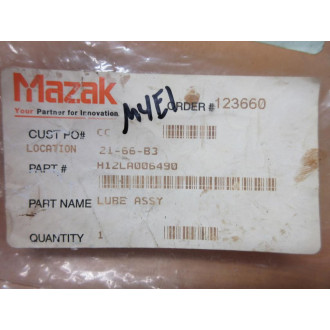 Mazak
Your Partner for Innovation
M4E1
ORDER # 123660
CUST PO# CC
LOCATION 21-66-83
PART # H12LA006490
PART NAME LUBE ASSY
QUANTITY 1